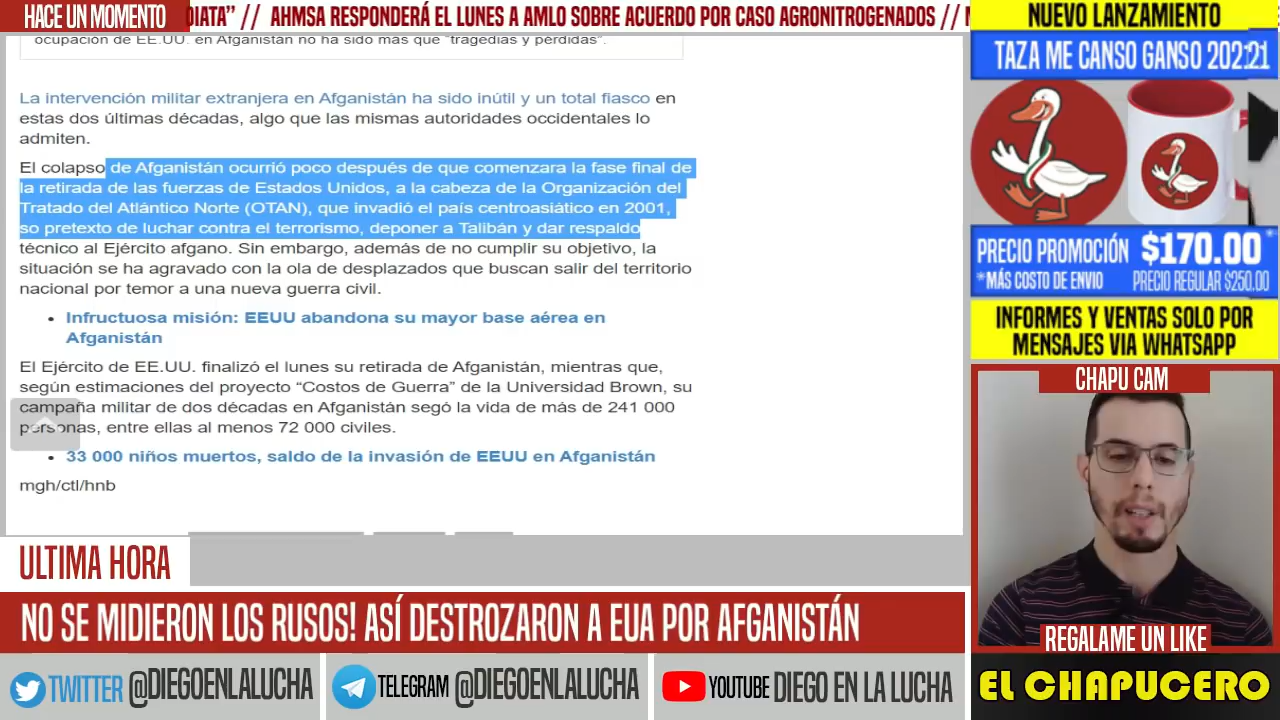 HACE UN MOMENTO
DIATA" // AHMSA RESPONDERÁ EL LUNES A AMLO SOBRE ACUERDO POR CASO AGRONITROGENADOS //
ocupación de EE.UU. en Afganistán no ha sido más que "tragedias y pérdidas".
La intervención militar extranjera en Afganistán ha sido inútil y un total fiasco en
estas dos últimas décadas, algo que las mismas autoridades occidentales lo
admiten.
El colapso de Afganistán ocurrió poco después de que comenzara la fase final de
la retirada de las fuerzas de Estados Unidos, a la cabeza de la Organización del
Tratado del Atlántico Norte (OTAN), que invadió el país centroasiático en 2001,
so pretexto de luchar contra el terrorismo, deponer a Talibán y dar respaldo
técnico al Ejército afgano. Sin embargo, además de no cumplir su objetivo, la
situación se ha agravado con la ola de desplazados que buscan salir del territorio
nacional por temor a una nueva guerra civil.
• Infructuosa misión: EEUU abandona su mayor base aérea en
Afganistán
El Ejército de EE.UU. finalizó el lunes su retirada de Afganistán, mientras que,
según estimaciones del proyecto “Costos de Guerra” de la Universidad Brown, su
campaña militar de dos décadas en Afganistán segó la vida de más de 241 000
personas, entre ellas al menos 72 000 civiles.
• 33 000 niños muertos, saldo de la invasión de EEUU en Afganistán
mgh/ctl/hnb
NUEVO LANZAMIENTO
TAZA ME CANSO GANSO
PRECIO PROMOCIÓN $170.00*
*MÁS COSTO DE ENVIO PRECIO REGULAR $250.00
INFORMES Y VENTAS SOLO POR
MENSAJES VIA WHATSAPP
CHAPU CAM
REGALAME UN LIKE
EL CHAPUCERO
ULTIMA HORA
NO SE MIDIERON LOS RUSOS! ASÍ DESTROZARON A EUA POR AFGANISTÁN
TWITTER @DIEGOENLALUCHA
TELEGRAM @DIEGOENLALUCHA
YOUTUBE DIEGO EN LA LUCHA